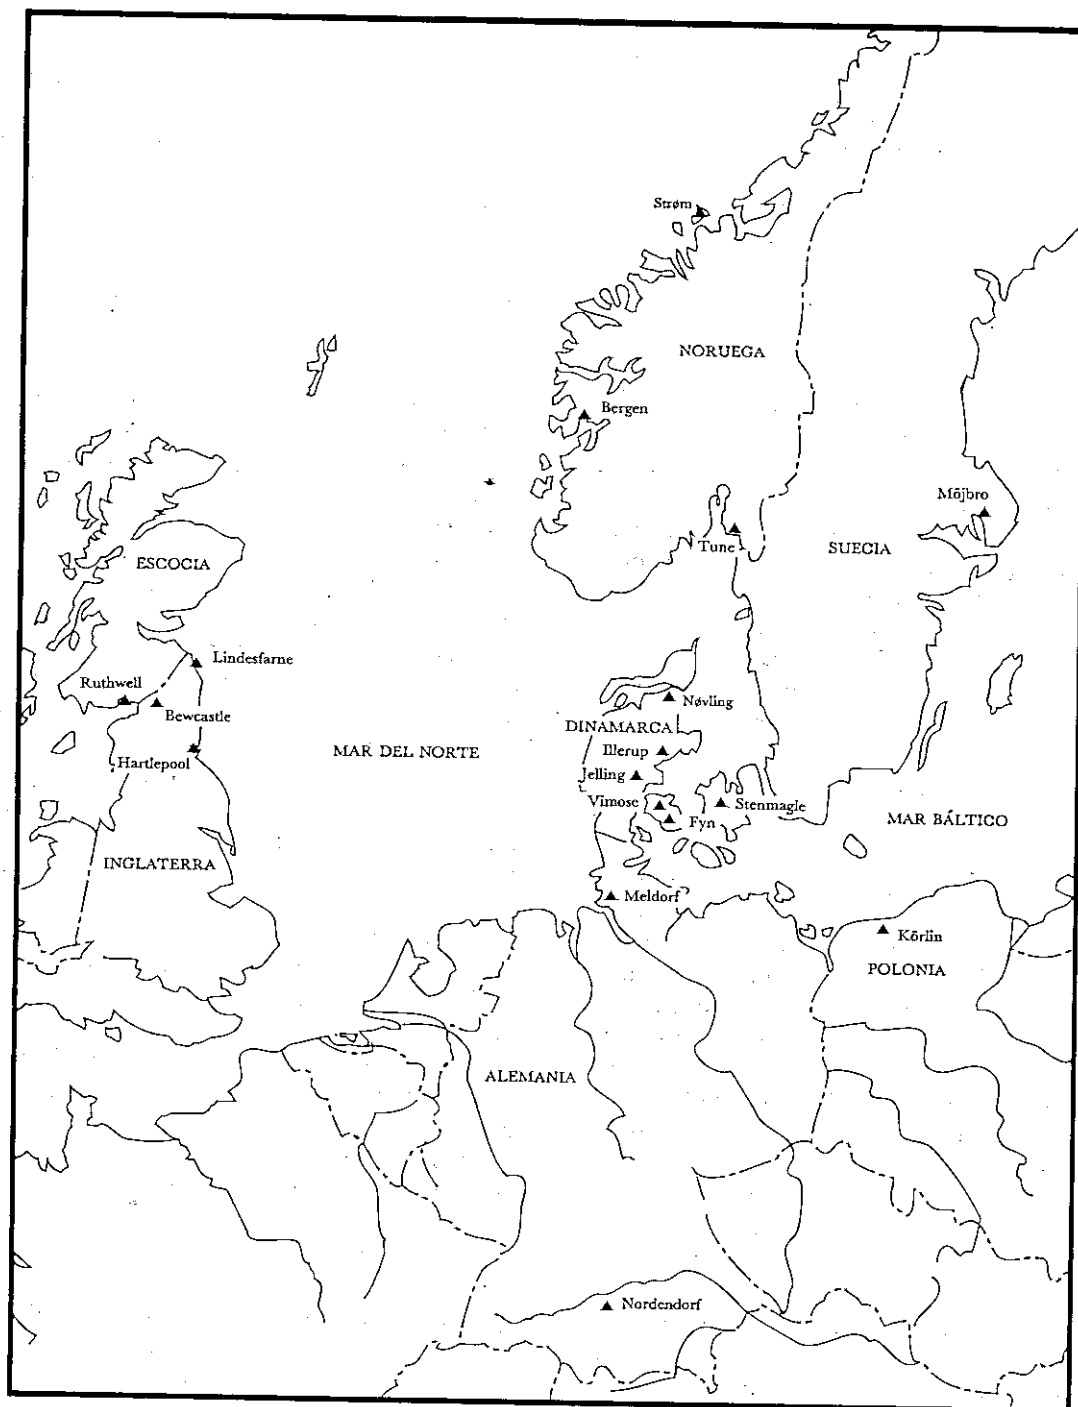 Strøm
NORUEGA
Bergen
Möjbro
Tune
SUECIA
ESCOCIA
Lindesfarne
Ruthwell
Bewcastle
Nøvling
DINAMARCA
MAR DEL NORTE
Illerup
Hartlepool
Jelling
Vimose
Stenmagle
Fyn
MAR BÁLTICO
INGLATERRA
Meldorf
Körlin
POLONIA
ALEMANIA
Nordendorf